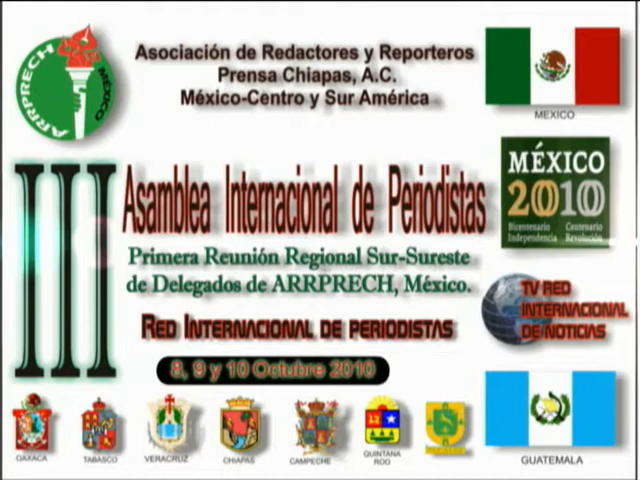 ARRPRECH
MÉXICO
Asociación de Redactores y Reporteros
Prensa Chiapas, A.C.
México-Centro y Sur América
MEXICO
III
Asamblea Internacional de Periodistas
MÉXICO
2010
Bicentenario
Independencia
Centenario
Revolución
Primera Reunión Regional Sur-Sureste
de Delegados de ARRPRECH, México.
TV RED
INTERNACIONAL
DE NOTICIAS
RED INTERNACIONAL DE PERIODISTAS
8, 9 y 10 Octubre 2010
OAXACA
TABASCO
VERACRUZ
CHIAPAS
CAMPECHE
QUINTANA
ROO
GUATEMALA